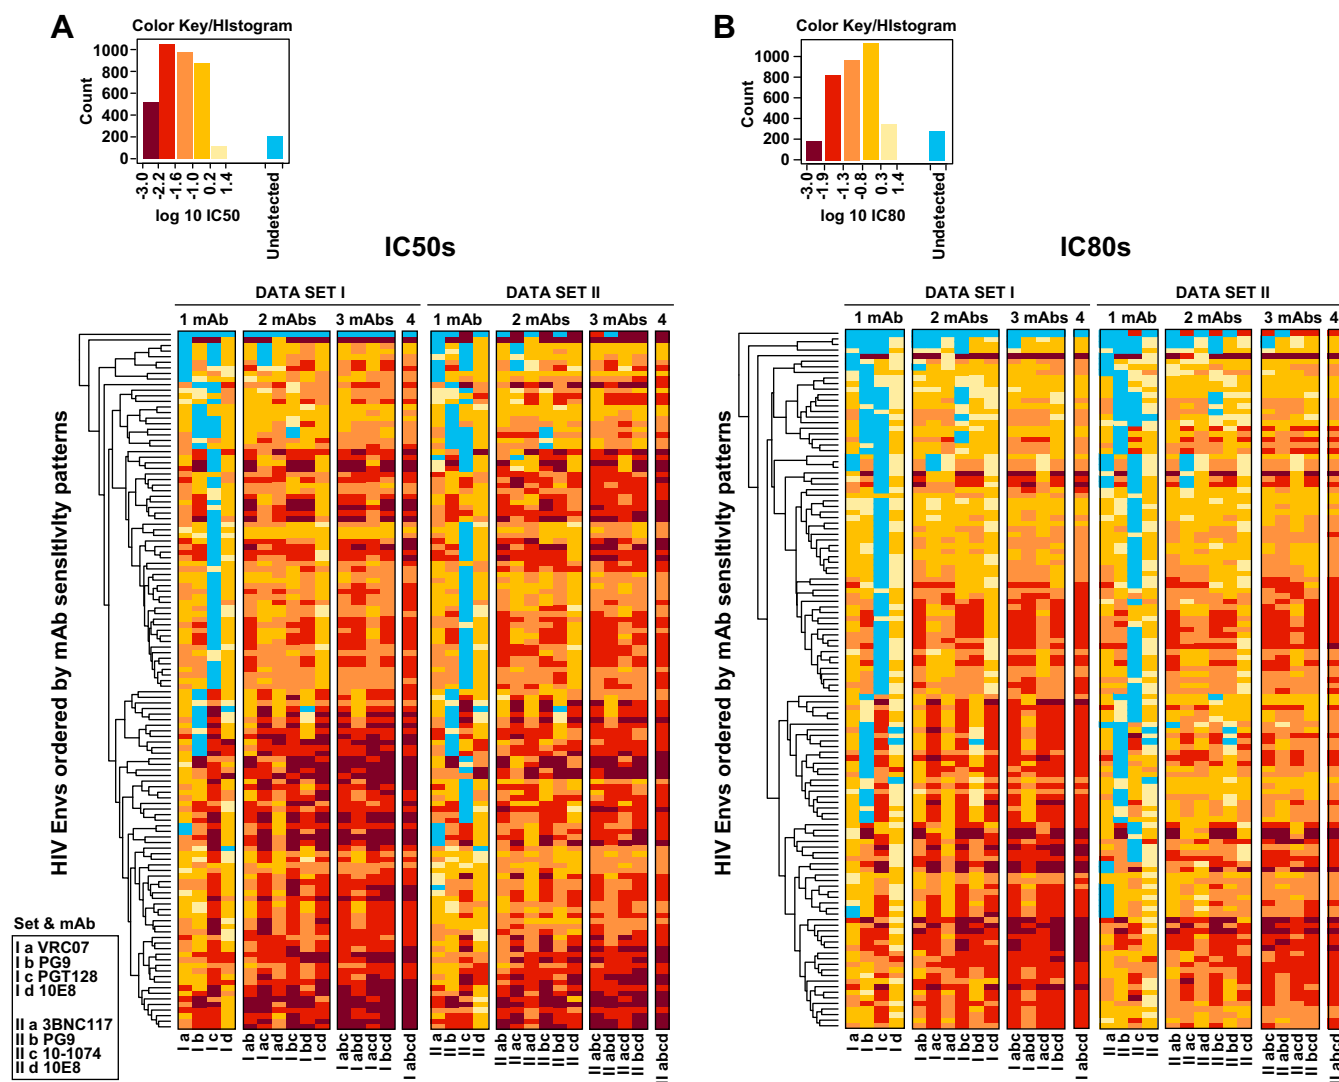 A
Color Key/HIstogram
Count
1000
800
600
400
200
0
-3.0
-2.2
-1.6
-1.0
0.2
1.4
Undetected
log 10 IC50
B
Color Key/HIstogram
Count
1000
800
600
400
200
0
-3.0
-1.9
-1.3
-0.8
0.3
1.4
Undetected
log 10 IC80
IC50s
DATA SET I
DATA SET II
1 mAb
2 mAbs
3 mAbs
4
1 mAb
2 mAbs
3 mAbs
4
HIV Envs ordered by mAb sensItIvIty patterns
I a
I b
I c
I d
I ab
I ac
I ad
I bc
I bd
I cd
I abc
I abd
I acd
I bcd
I abcd
II a
II b
II c
II d
II ab
II ac
II ad
II bc
II bd
II cd
II abc
II abd
II acd
II bcd
II abcd
IC80s
DATA SET I
DATA SET II
1 mAb
2 mAbs
3 mAbs
4
1 mAb
2 mAbs
3 mAbs
4
HIV Envs ordered by mAb sensItIvIty patterns
I a
I b
I c
I d
I ab
I ac
I ad
I bc
I bd
I cd
I abc
I abd
I acd
I bcd
I abcd
II a
II b
II c
II d
II ab
II ac
II ad
II bc
II bd
II cd
II abc
II abd
II acd
II bcd
II abcd
Set & mAb
I a VRC07
I b PG9
I c PGT128
I d 10E8
II a 3BNC117
II b PG9
II c 10-1074
II d 10E8